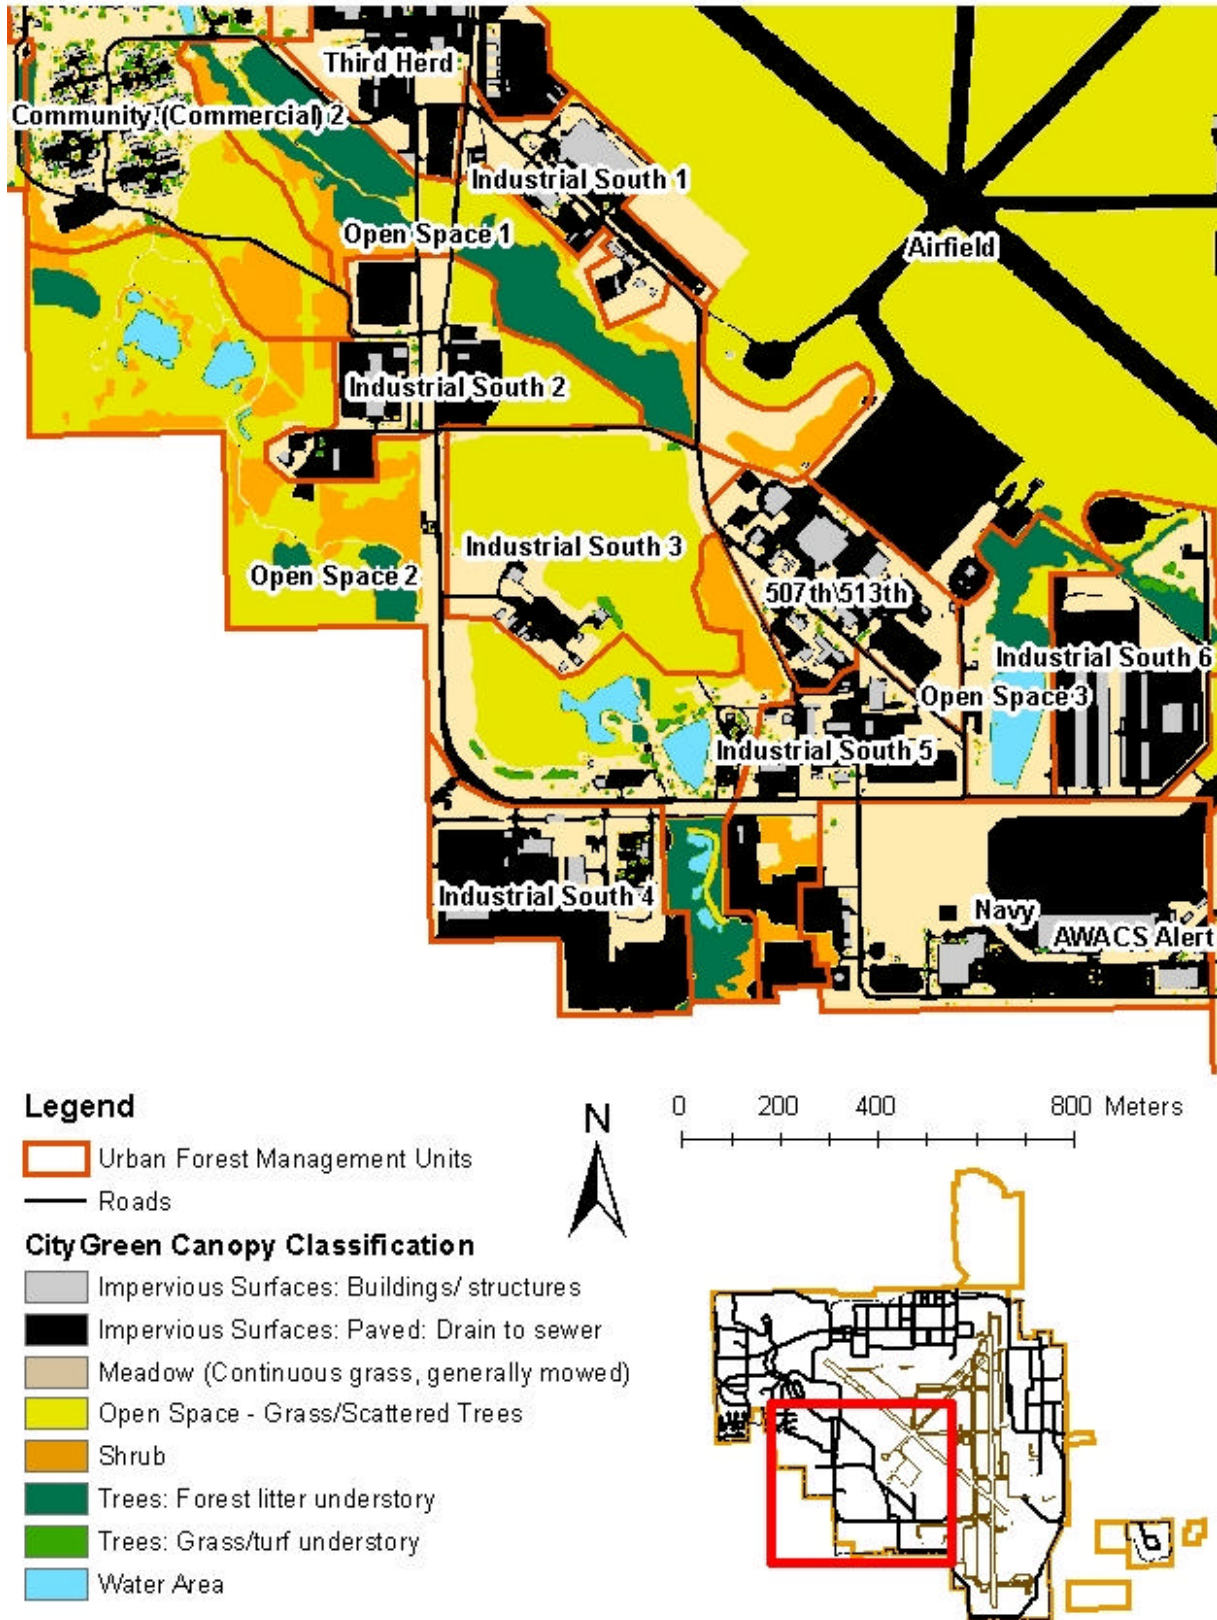 Third Herd
Community (Commercial) 2
Industrial South 1
Open Space 1
Airfield
Industrial South 2
Industrial South 3
Open Space 2
507th\513th
Industrial South 6
Open Space 3
Industrial South 5
Industrial South 4
Navy
AWACS Alert
Legend
Urban Forest Management Units
Roads
CityGreen Canopy Classification
Impervious Surfaces: Buildings/ structures
Impervious Surfaces: Paved: Drain to sewer
Meadow (Continuous grass, generally mowed)
Open Space - Grass/Scattered Trees
Shrub
Trees: Forest litter understory
Trees: Grass/turf understory
Water Area
N
0 200 400 800 Meters